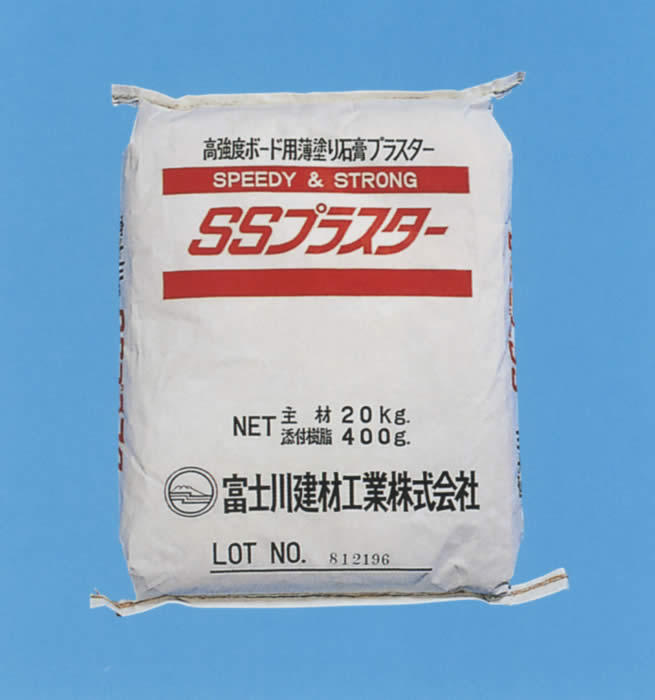 高強度ボード用薄塗り石膏プラスター
SPEEDY & STRONG
SSプラスター
NET 主材 20kg.
添付樹脂 400g.
富士川建材工業株式会社
LOT NO. 812196